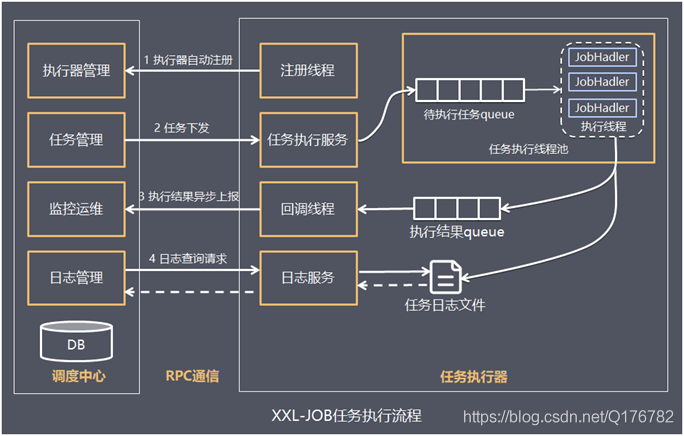 执行器管理
1 执行器自动注册
注册线程
JobHadler
JobHadler
JobHadler
执行线程
待执行任务queue
任务执行线程池
任务管理
2 任务下发
任务执行服务
监控运维
3 执行结果异步上报
回调线程
执行结果queue
日志管理
4 日志查询请求
日志服务
任务日志文件
DB
调度中心
RPC通信
任务执行器
XXL-JOB任务执行流程
https://blog.csdn.net/Q176782